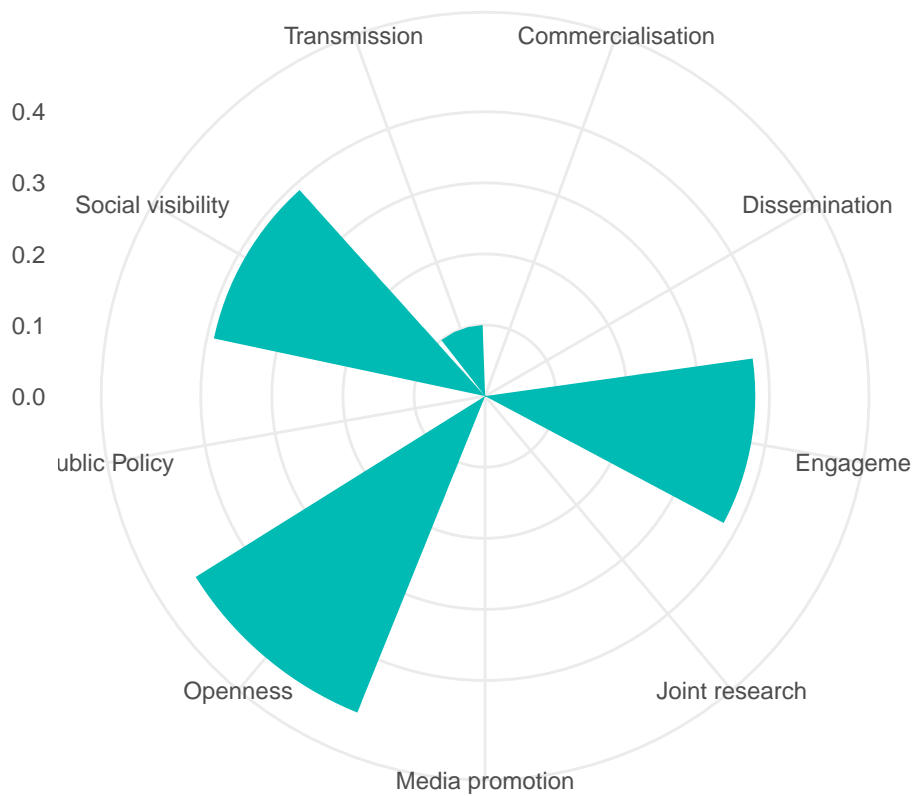 Transmission
Commercialisation
0.4
0.3
Social visibility
Dissemination
0.2
0.1
0.0
ublic Policy
Engageme
Openness
Joint research
Media promotion